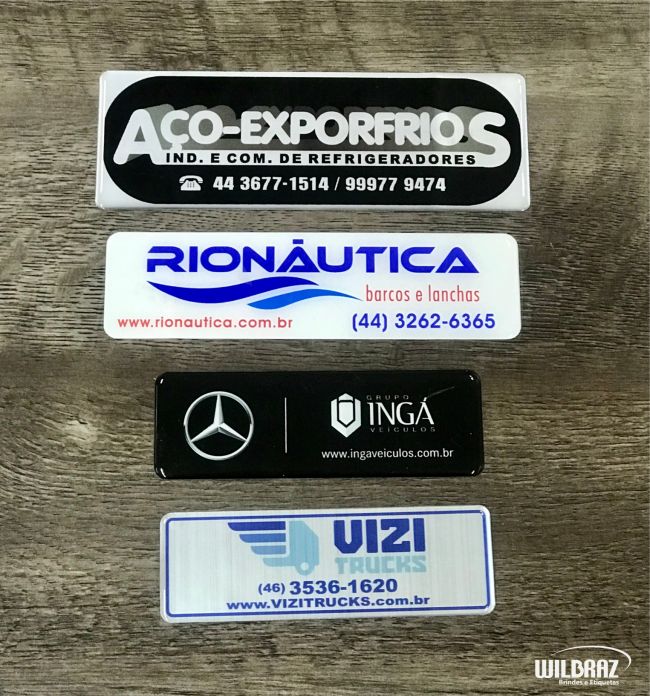 AÇO-EXPORFRIOS
IND. E COM. DE REFRIGERADORES
44 3677-1514 / 99977 9474
RIONÁUTICA
barcos e lanchas
www.rionautica.com.br (44) 3262-6365
GRUPO
INGÁ
VEÍCULOS
www.ingaveiculos.com.br
VIZI
TRUCKS
(46) 3536-1620
www.VIZITRUCKS.com.br
WILBRAZ
Brindes e Etiquetas